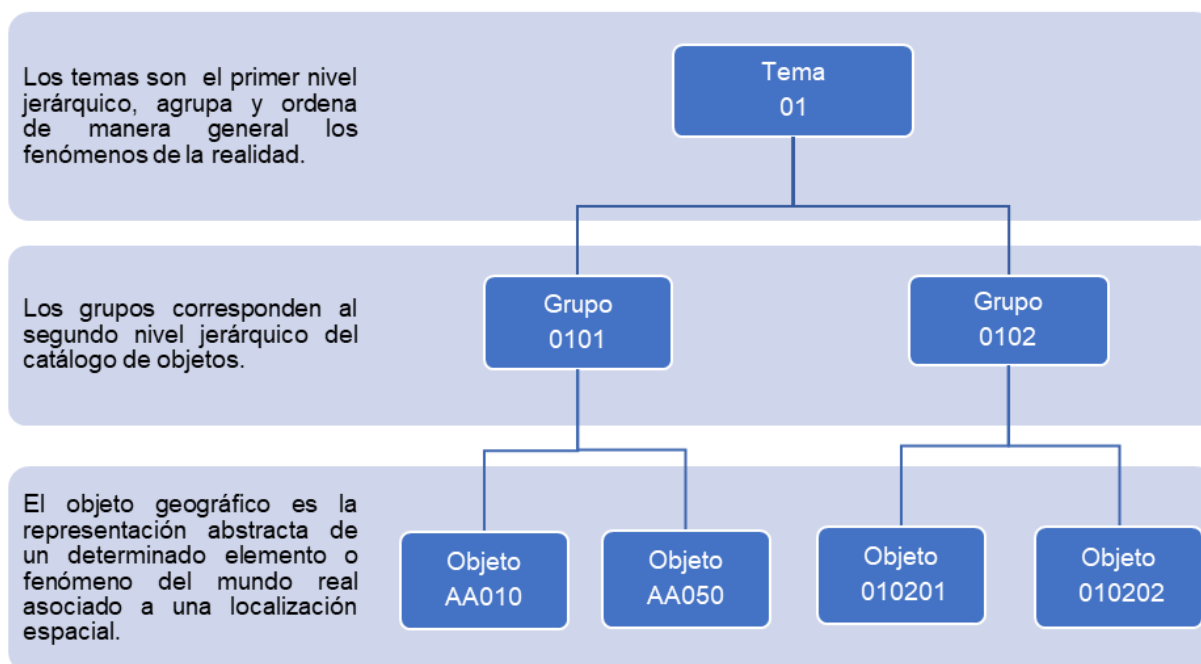 Los temas son el primer nivel
jerárquico, agrupa y ordena
de manera general los
fenómenos de la realidad.
Tema
01
Los grupos corresponden al
segundo nivel jerárquico del
catálogo de objetos.
Grupo
0101
Grupo
0102
El objeto geográfico es la
representación abstracta de
un determinado elemento o
fenómeno del mundo real
asociado a una localización
espacial.
Objeto
AA010
Objeto
AA050
Objeto
010201
Objeto
010202